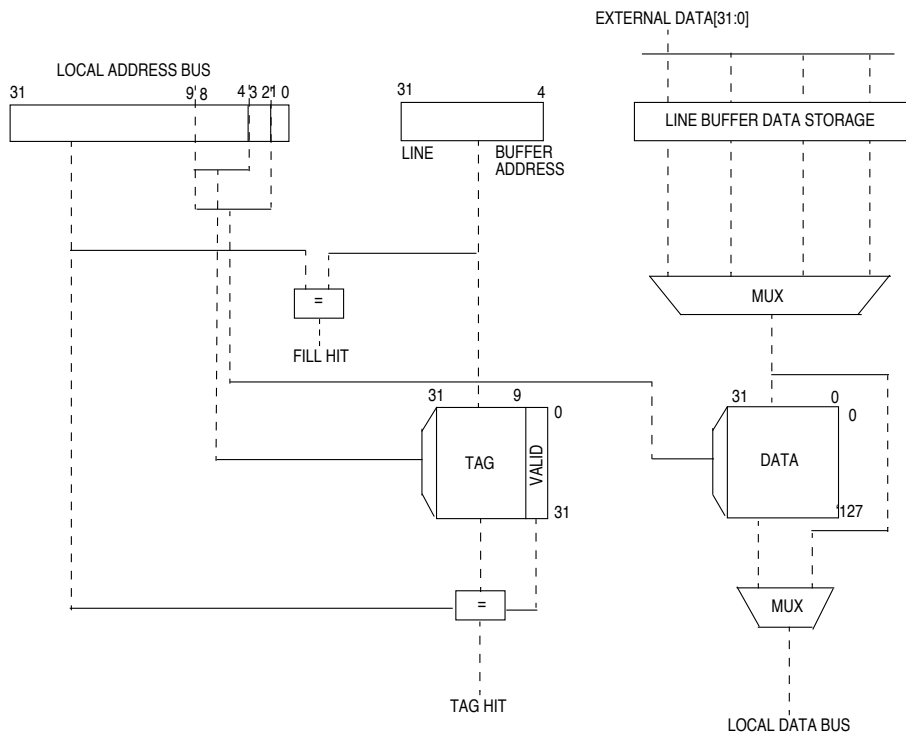 EXTERNAL DATA[31:0]
LOCAL ADDRESS BUS
31 9 8 4 3 2 1 0
31 4
LINE BUFFER DATA STORAGE
LINE BUFFER
ADDRESS
MUX
=
FILL HIT
31 9
0
TAG
VALID
31
31 0
0
DATA
127
=
MUX
TAG HIT
LOCAL DATA BUS